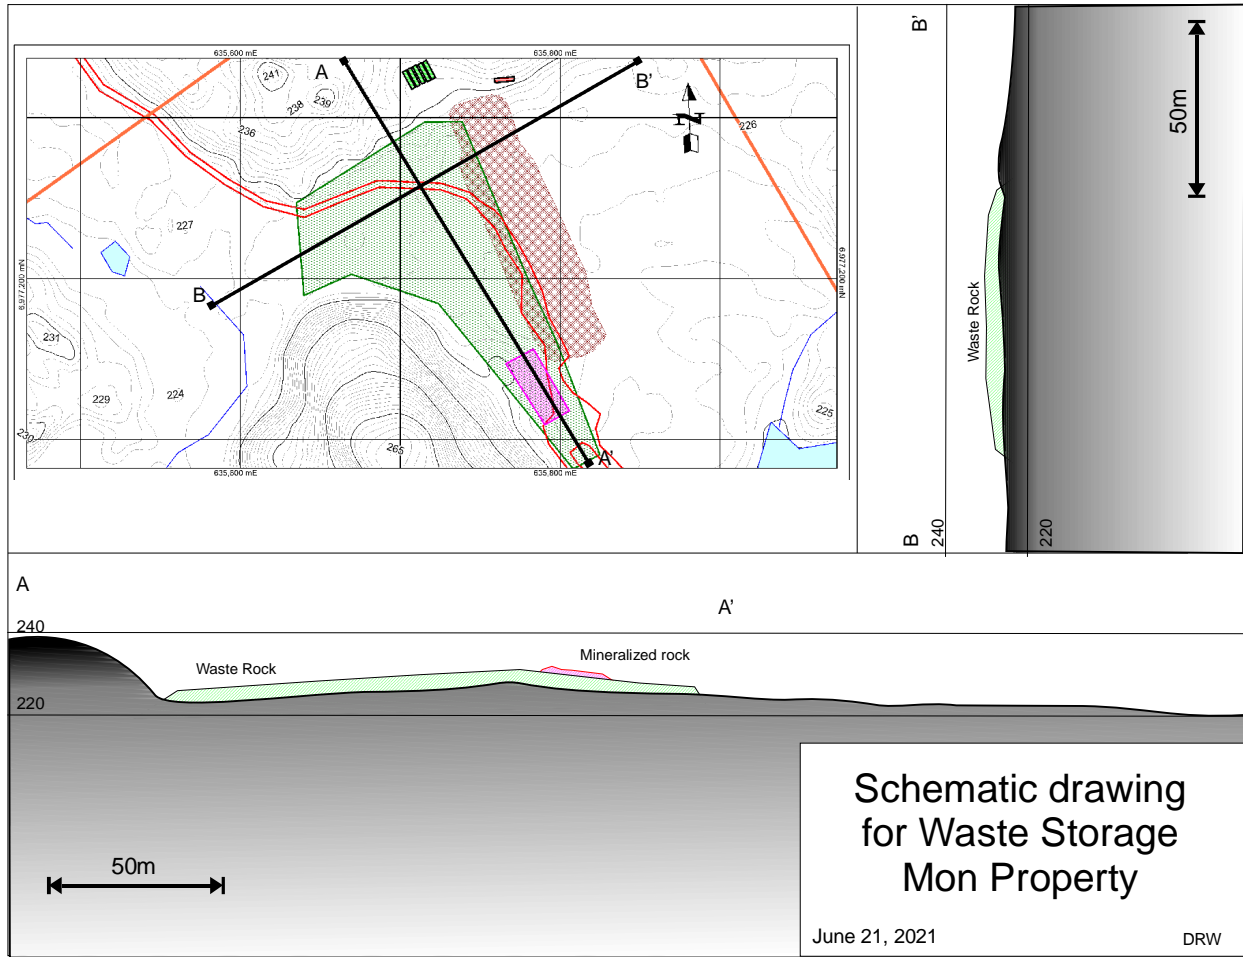 635,600 mE
635,800 mE
A
B'
241
238
239
236
N
226
227
B
6,977,200 mN
6,977,200 mN
231
229
224
230
265
225
A'
635,600 mE
635,800 mE
B'
50m
Waste Rock
B
240
220
A
A'
240
Waste Rock
Mineralized rock
220
50m
Schematic drawing
for Waste Storage
Mon Property
June 21, 2021
DRW